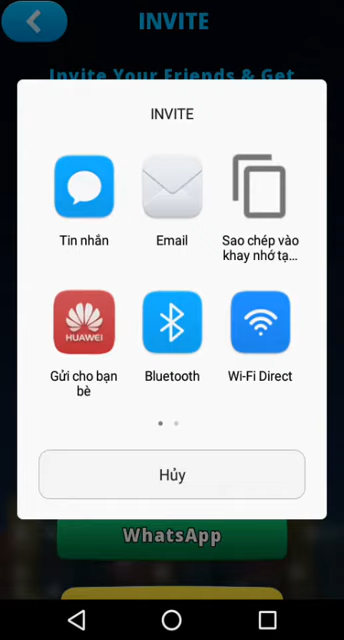 INVITE
Invite Your Friends & Get
INVITE
Tin nhắn
Email
Sao chép vào
khay nhớ tạ...
HUAWEI
Gửi cho bạn
bè
Bluetooth
Wi-Fi Direct
Hủy
WhatsApp